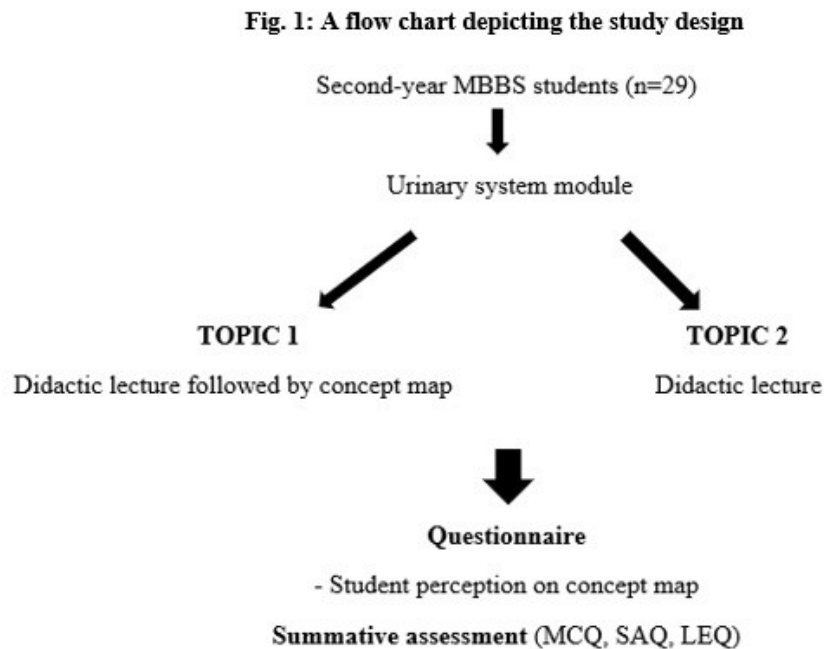 Fig. 1: A flow chart depicting the study design
Second-year MBBS students (n=29)
Urinary system module
TOPIC 1
Didactic lecture followed by concept map
TOPIC 2
Didactic lecture
Questionnaire
- Student perception on concept map
Summative assessment (MCQ, SAQ, LEQ)